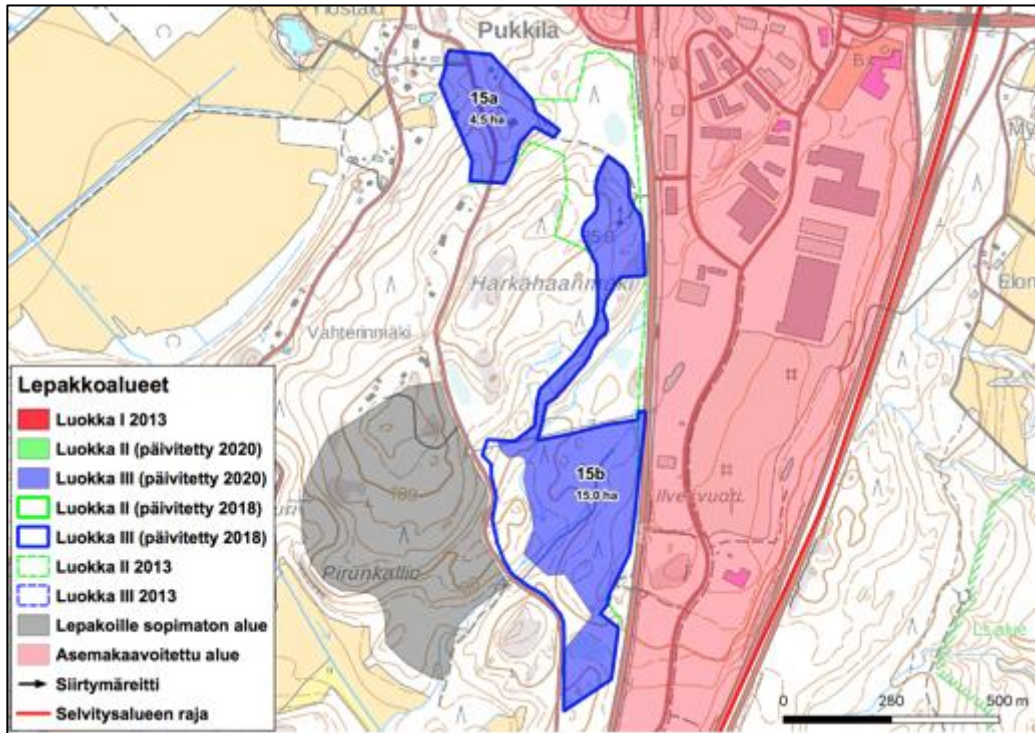 Pukkila
15a
4.5 ha
Harkahaanmäki
Vahterinmäki
Lepakkoalueet
Luokka I 2013
Luokka II (päivitetty 2020)
Luokka III (päivitetty 2020)
Luokka II (päivitetty 2018)
Luokka III (päivitetty 2018)
Luokka II 2013
Luokka III 2013
Lepakoille sopimaton alue
Asemakaavoitettu alue
Siirtymäreitti
Selvitysalueen raja
15b
15.0 ha
Ilvesvuori
Pirunkallio
0 250 500 m